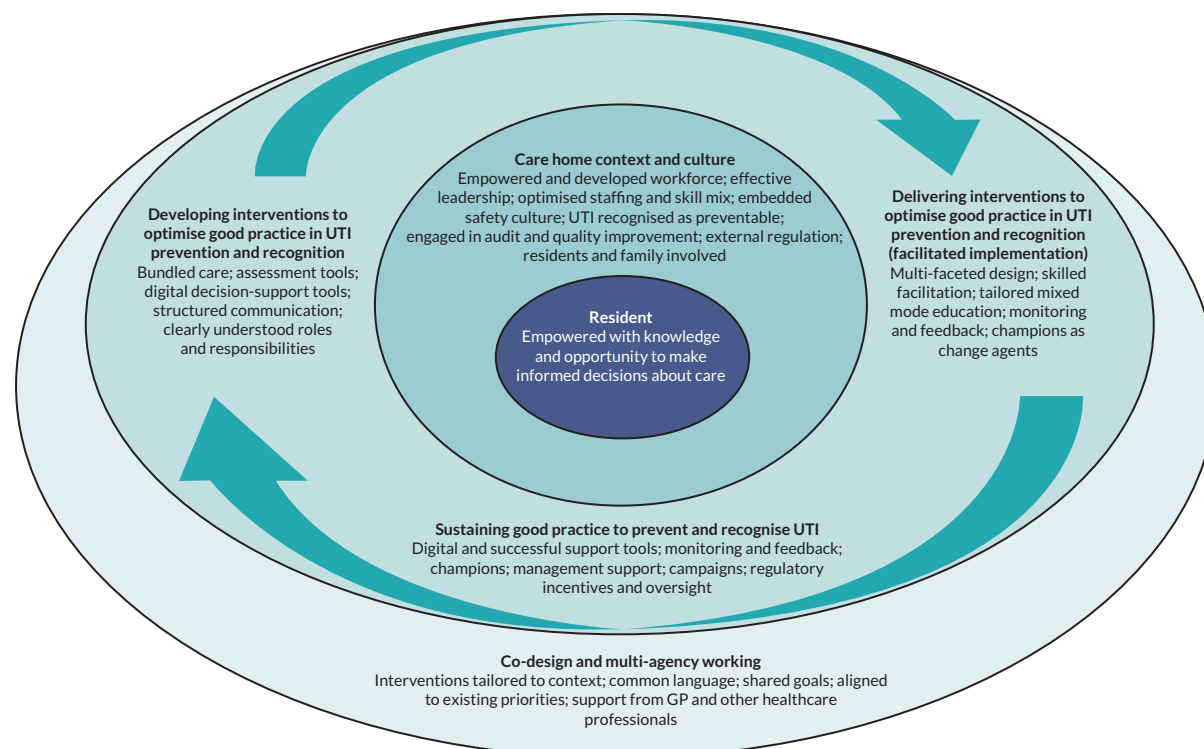 Care home context and culture
Empowered and developed workforce; effective
leadership; optimised staffing and skill mix; embedded
safety culture; UTI recognised as preventable;
engaged in audit and quality improvement; external regulation;
residents and family involved
Developing interventions to
optimise good practice in UTI
prevention and recognition
Bundled care; assessment tools;
digital decision-support tools;
structured communication;
clearly understood roles
and responsibilities
Resident
Empowered with knowledge
and opportunity to make
informed decisions about care
Delivering interventions to
optimise good practice in UTI
prevention and recognition
(facilitated implementation)
Multi-faceted design; skilled
facilitation; tailored mixed
mode education; monitoring
and feedback; champions as
change agents
Sustaining good practice to prevent and recognise UTI
Digital and successful support tools; monitoring and feedback;
champions; management support; campaigns; regulatory
incentives and oversight
Co-design and multi-agency working
Interventions tailored to context; common language; shared goals; aligned
to existing priorities; support from GP and other healthcare
professionals